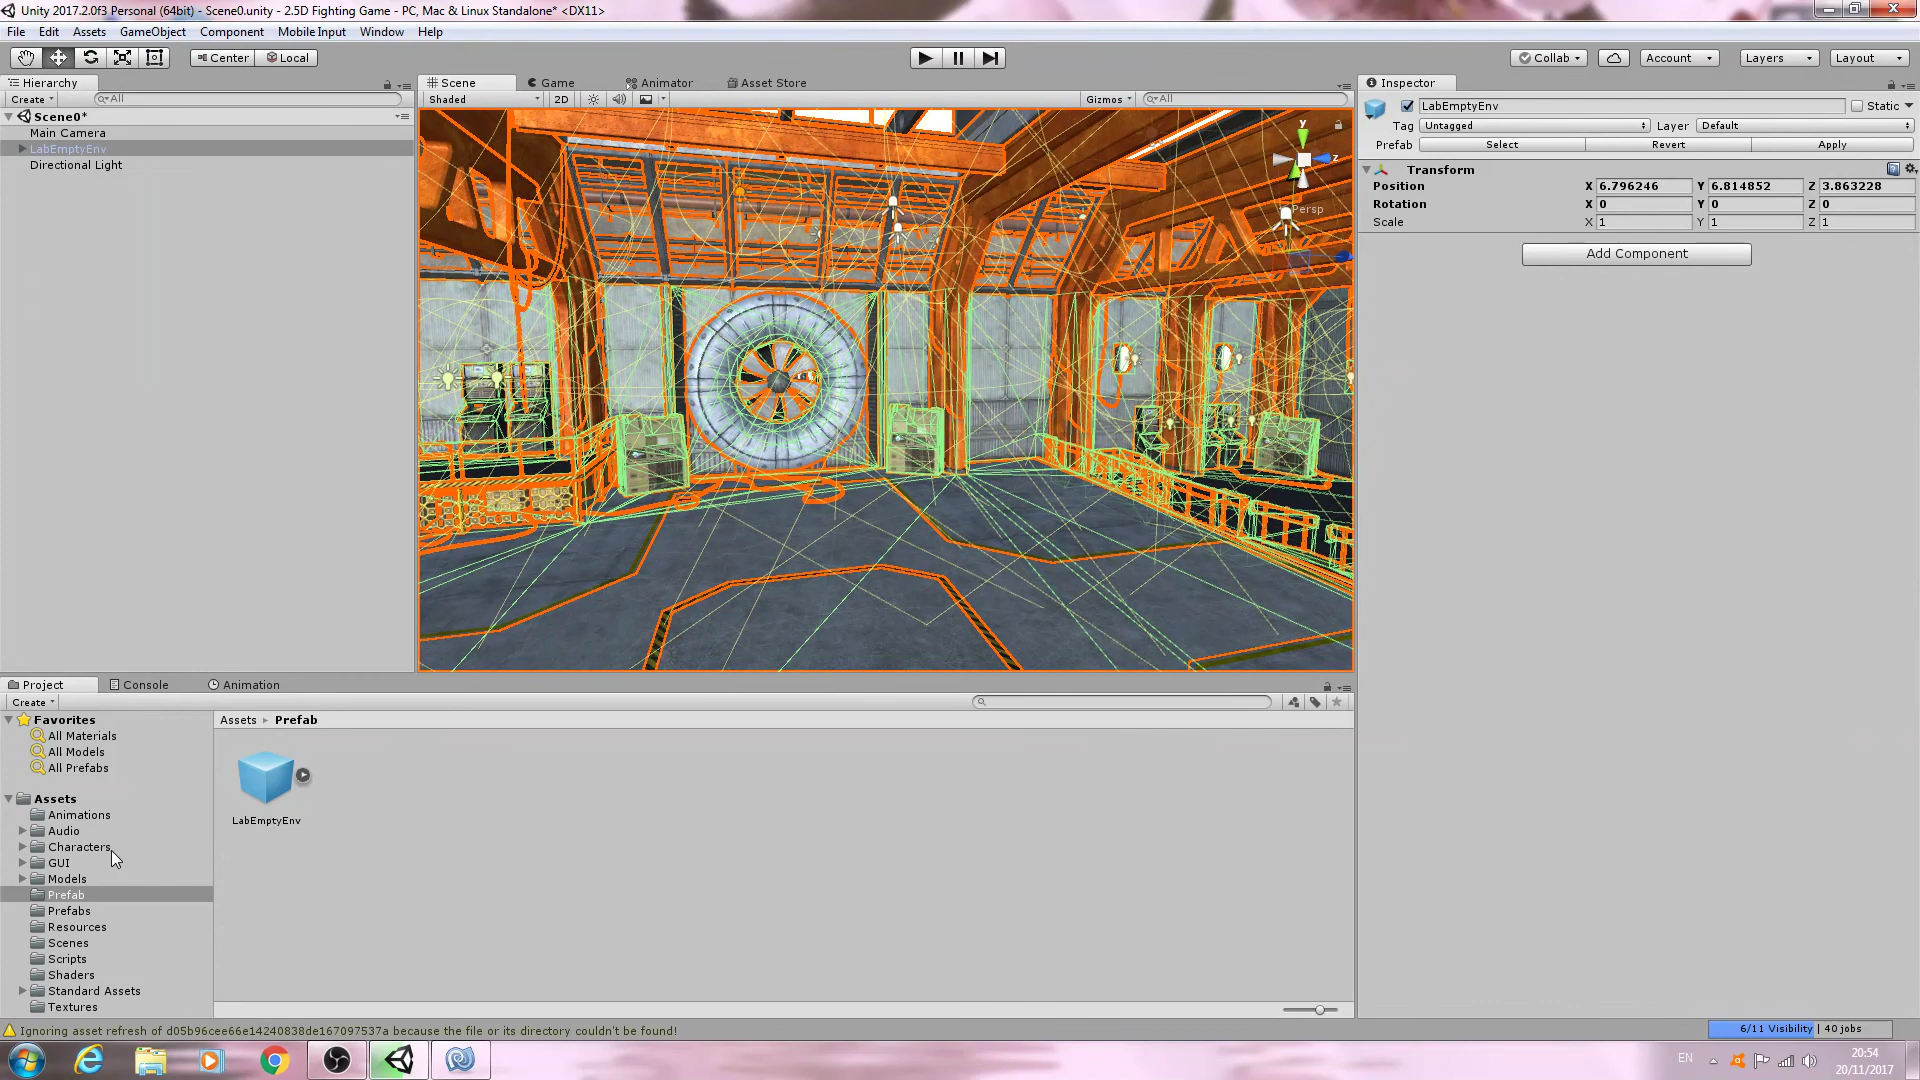 Unity 2017.2.0f3 Personal (64bit) - Scene0.unity - 2.5D Fighting Game - PC, Mac & Linux Standalone* <DX11>
File Edit Assets GameObject Component Mobile Input Window Help
Center Local Collab Account Layers Layout
Hierarchy
Create All
Scene0*
Main Camera
LabEmptyEnv
Directional Light
Scene Game Animator Asset Store
Shaded 2D Gizmos All
y
z
Persp
Inspector
LabEmptyEnv Static
Tag Untagged Layer Default
Prefab Select Revert Apply
Transform
Position X 6.796246 Y 6.814852 Z 3.863228
Rotation X 0 Y 0 Z 0
Scale X 1 Y 1 Z 1
Add Component
Project Console Animation
Create
Favorites
All Materials
All Models
All Prefabs
Assets
Animations
Audio
Characters
GUI
Models
Prefab
Prefabs
Resources
Scenes
Scripts
Shaders
Standard Assets
Textures
Assets Prefab
LabEmptyEnv
Ignoring asset refresh of d05b96cee66e14240838de167097537a because the file or its directory couldn't be found!
6/11 Visibility | 40 jobs
EN
20:54
20/11/2017